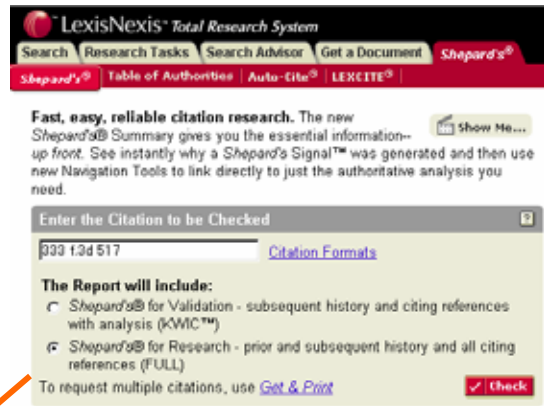 LexisNexis™ Total Research System
Search Research Tasks Search Advisor Get a Document Shepard's®
Shepard's® Table of Authorities Auto-Cite® LEXCITE®
Fast, easy, reliable citation research. The new
Shepard's® Summary gives you the essential information--
up front. See instantly why a Shepard's Signal™ was generated and then use
new Navigation Tools to link directly to just the authoritative analysis you
need.
Show Me...
Enter the Citation to be Checked ?
333 f.3d 517 Citation Formats
The Report will include:
Shepard's® for Validation - subsequent history and citing references
with analysis (KWIC™)
Shepard's® for Research - prior and subsequent history and all citing
references (FULL)
To request multiple citations, use Get & Print Check